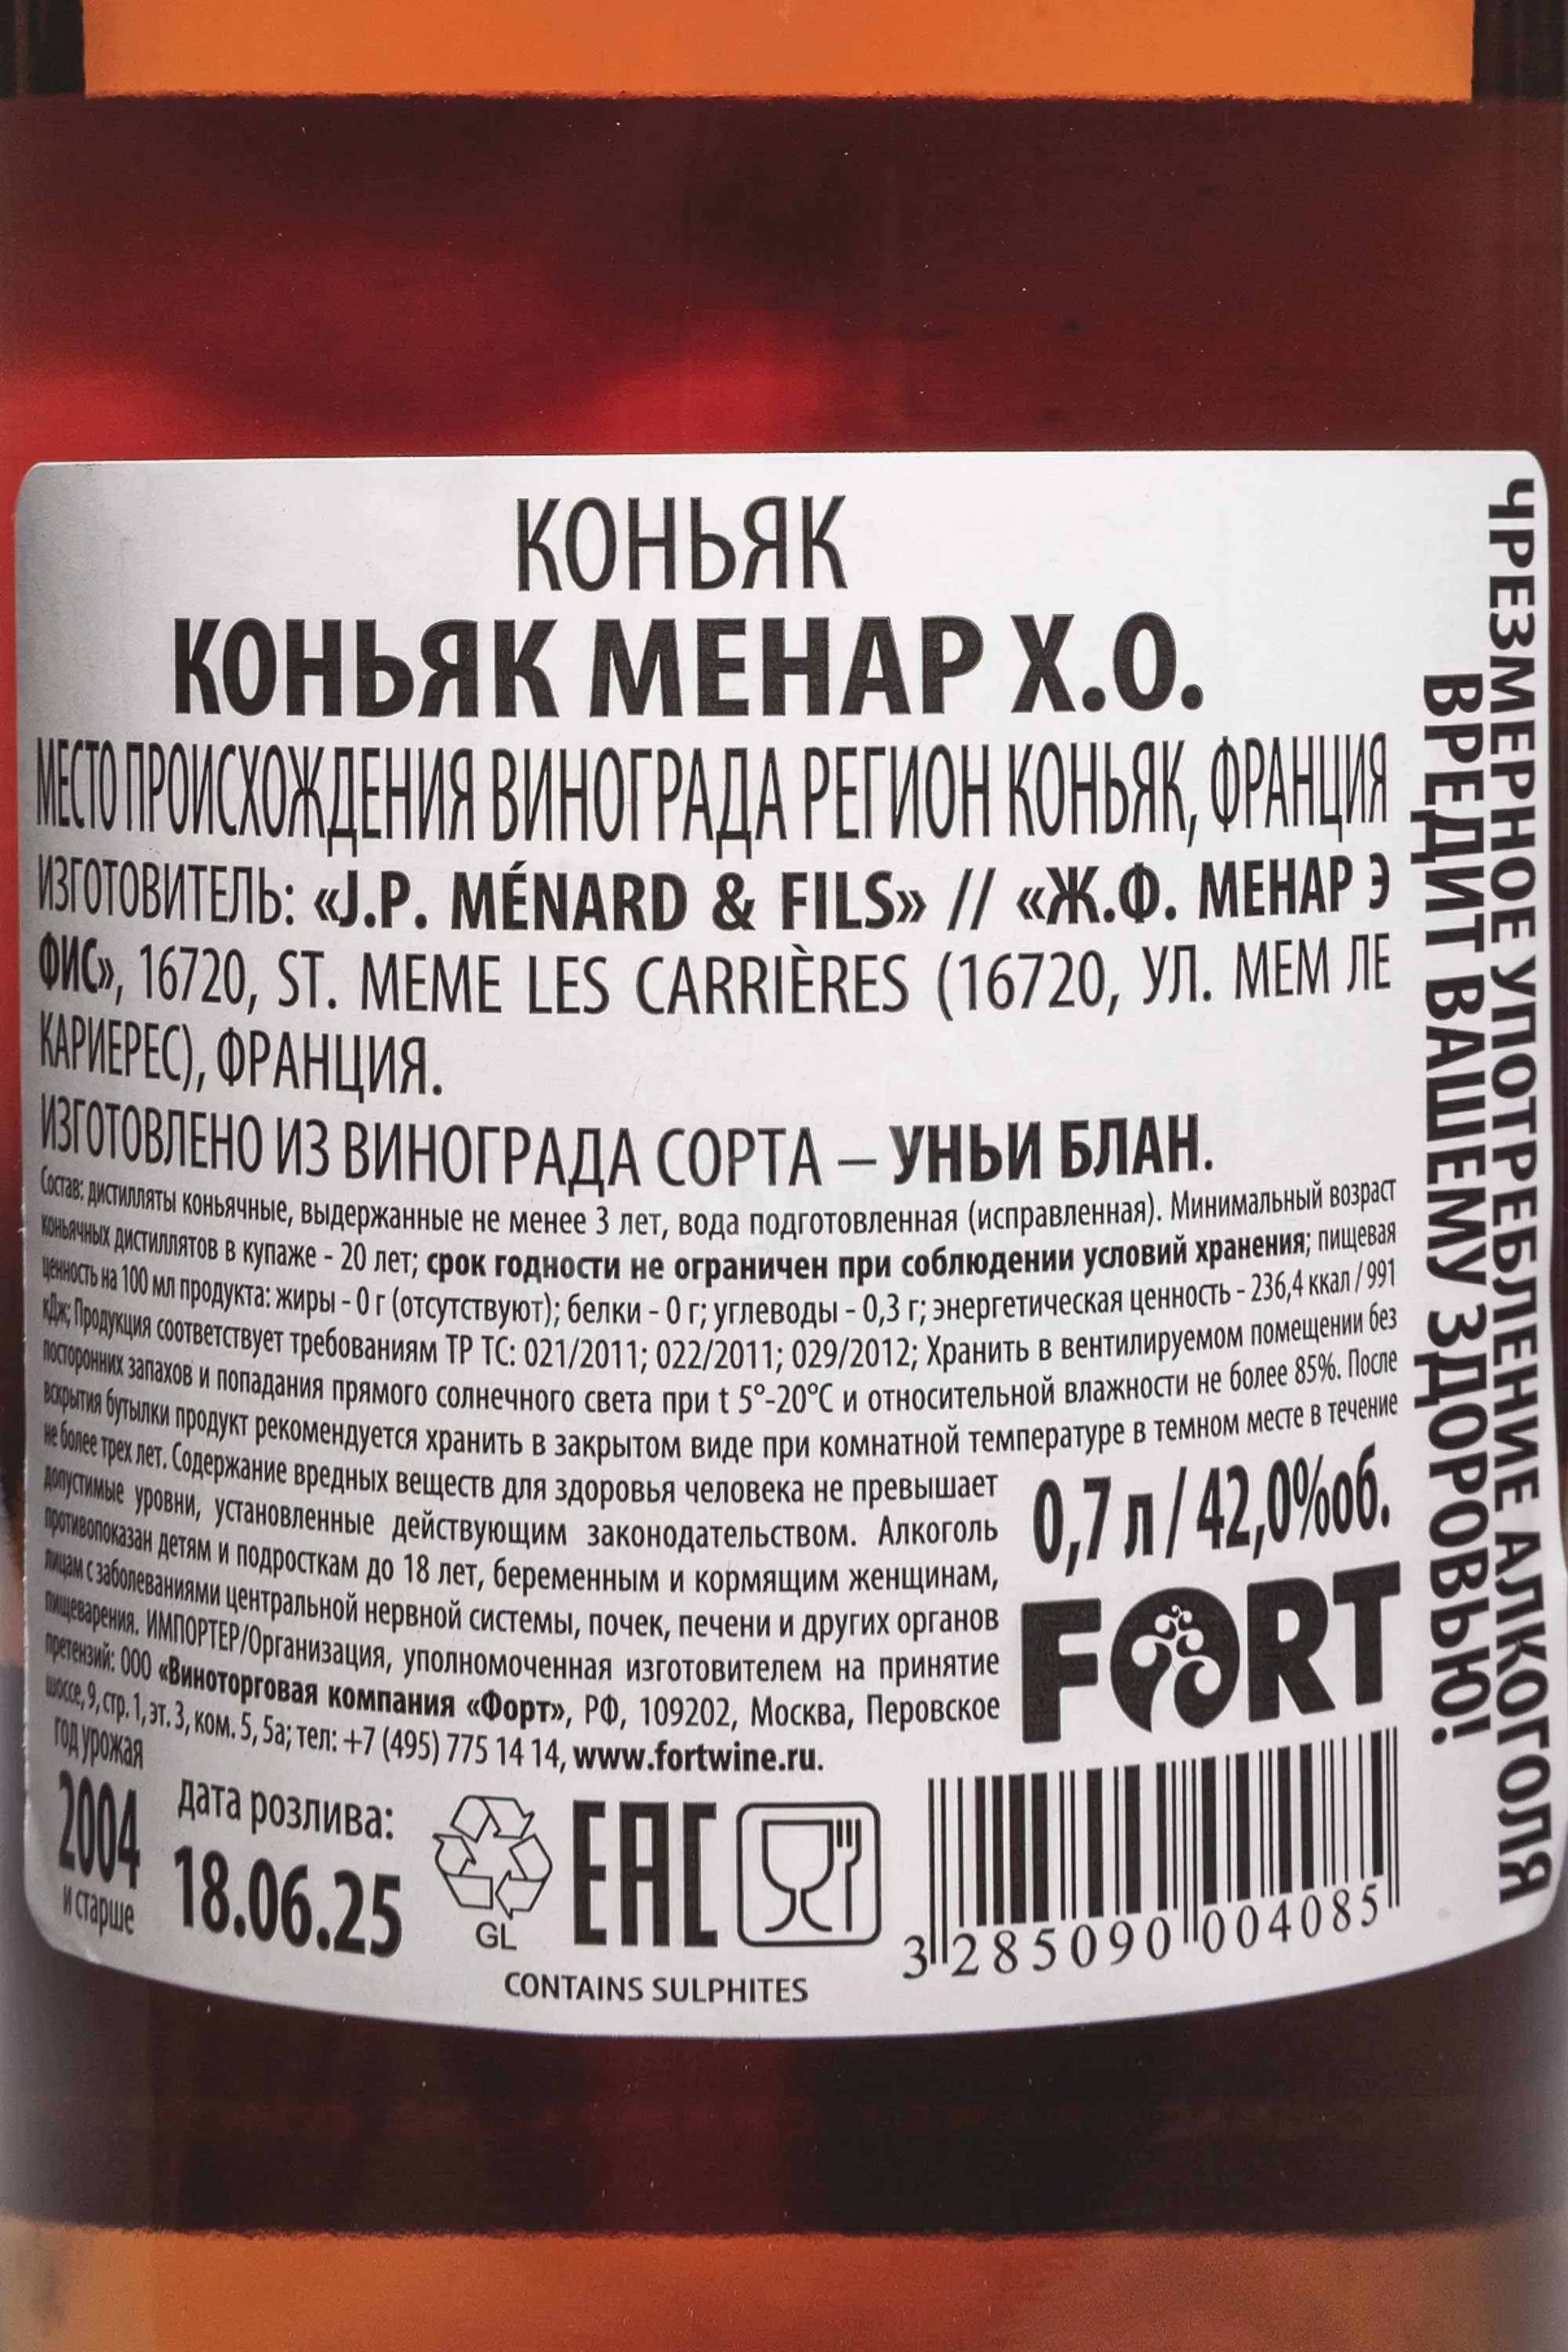 КОНЬЯК
КОНЬЯК МЕНАР X.O.
МЕСТО ПРОИСХОЖДЕНИЯ ВИНОГРАДА РЕГИОН КОНЬЯК, ФРАНЦИЯ
ИЗГОТОВИТЕЛЬ: «J.P. MÉNARD & FILS» // «Ж.Ф. МЕНАР Э
ФИС», 16720, ST. MEME LES CARRIÈRES (16720, УЛ. МЕМ ЛЕ
КАРИЕРЕС), ФРАНЦИЯ.
ИЗГОТОВЛЕНО ИЗ ВИНОГРАДА СОРТА – УНЬИ БЛАН.
Состав: дистилляты коньячные, выдержанные не менее 3 лет, вода подготовленная (исправленная). Минимальный возраст
коньячных дистиллятов в купаже - 20 лет; срок годности не ограничен при соблюдении условий хранения; пищевая
ценность на 100 мл продукта: жиры - 0 г (отсутствуют); белки - 0 г; углеводы - 0,3 г; энергетическая ценность - 236,4 ккал / 991
кДж; Продукция соответствует требованиям ТР ТС: 021/2011; 022/2011; 029/2012; Хранить в вентилируемом помещении без
посторонних запахов и попадания прямого солнечного света при t 5°-20°C и относительной влажности не более 85%. После
вскрытия бутылки продукт рекомендуется хранить в закрытом виде при комнатной температуре в темном месте в течение
не более трех лет. Содержание вредных веществ для здоровья человека не превышает
допустимые уровни, установленные действующим законодательством. Алкоголь
противопоказан детям и подросткам до 18 лет, беременным и кормящим женщинам,
лицам с заболеваниями центральной нервной системы, почек, печени и других органов
пищеварения. ИМПОРТЕР/Организация, уполномоченная изготовителем на принятие
претензий: ООО «Виноторговая компания «Форт», РФ, 109202, Москва, Перовское
шоссе, 9, стр. 1, эт. 3, ком. 5, 5а; тел: +7 (495) 775 14 14, www.fortwine.ru.
0,7 л / 42,0%об.
FORT
год урожая
2004
и старше
дата розлива:
18.06.25
GL
EAC
CONTAINS SULPHITES
3 285090 004085
ЧРЕЗМЕРНОЕ УПОТРЕБЛЕНИЕ АЛКОГОЛЯ
ВРЕДИТ ВАШЕМУ ЗДОРОВЬЮ!